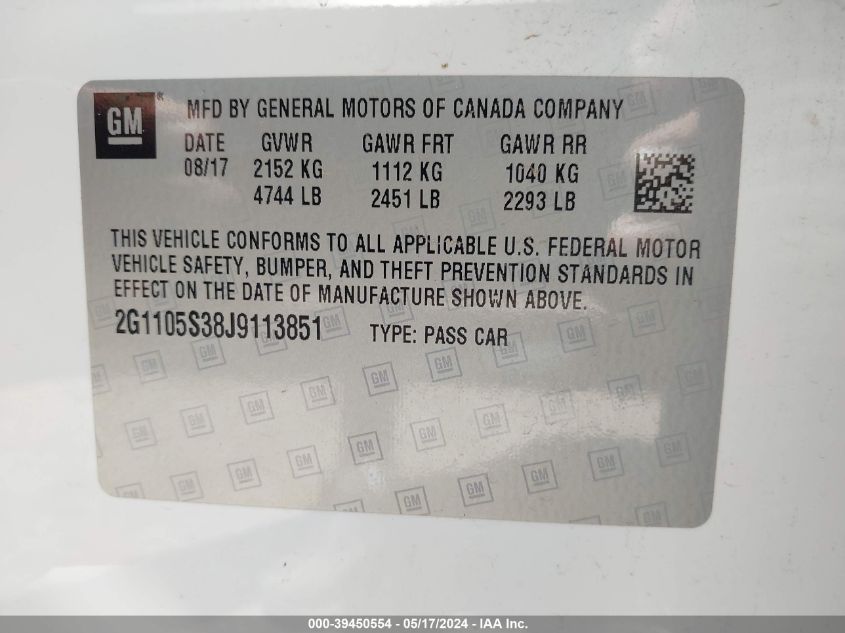 GM® MFD BY GENERAL MOTORS OF CANADA COMPANY
DATE GVWR GAWR FRT GAWR RR
08/17 2152 KG 1112 KG 1040 KG
4744 LB 2451 LB 2293 LB
THIS VEHICLE CONFORMS TO ALL APPLICABLE U.S. FEDERAL MOTOR
VEHICLE SAFETY, BUMPER, AND THEFT PREVENTION STANDARDS IN
EFFECT ON THE DATE OF MANUFACTURE SHOWN ABOVE.
2G1105S38J9113851 TYPE: PASS CAR
000-39450554 - 05/17/2024 - IAA Inc.